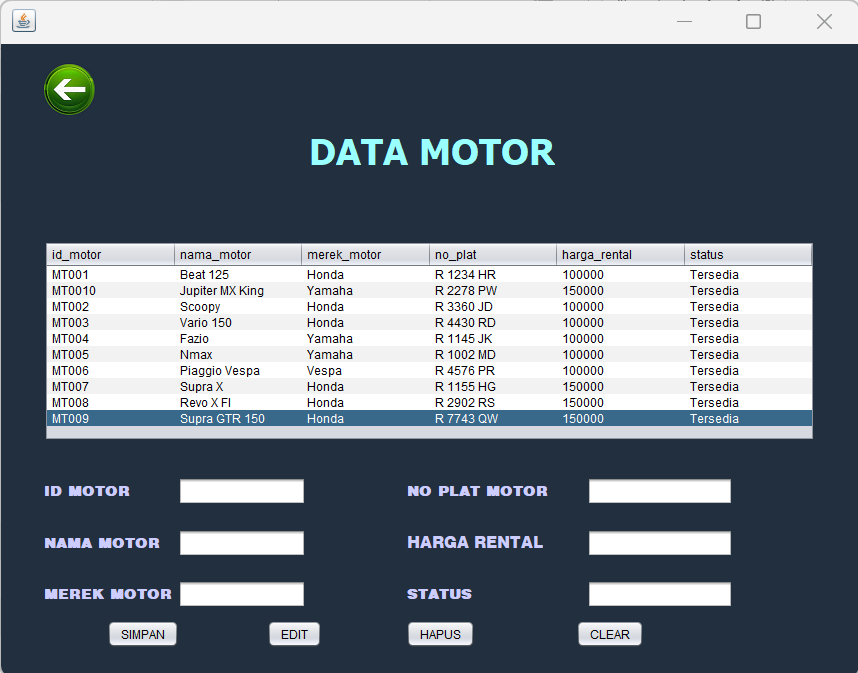 DATA MOTOR
id_motor nama_motor merek_motor no_plat harga_rental status
MT001 Beat 125 Honda R 1234 HR 100000 Tersedia
MT0010 Jupiter MX King Yamaha R 2278 PW 150000 Tersedia
MT002 Scoopy Honda R 3360 JD 100000 Tersedia
MT003 Vario 150 Honda R 4430 RD 100000 Tersedia
MT004 Fazio Yamaha R 1145 JK 100000 Tersedia
MT005 Nmax Yamaha R 1002 MD 100000 Tersedia
MT006 Piaggio Vespa Vespa R 4576 PR 100000 Tersedia
MT007 Supra X Honda R 1155 HG 150000 Tersedia
MT008 Revo X FI Honda R 2902 RS 150000 Tersedia
MT009 Supra GTR 150 Honda R 7743 QW 150000 Tersedia
ID MOTOR NO PLAT MOTOR
NAMA MOTOR HARGA RENTAL
MEREK MOTOR STATUS
SIMPAN EDIT HAPUS CLEAR